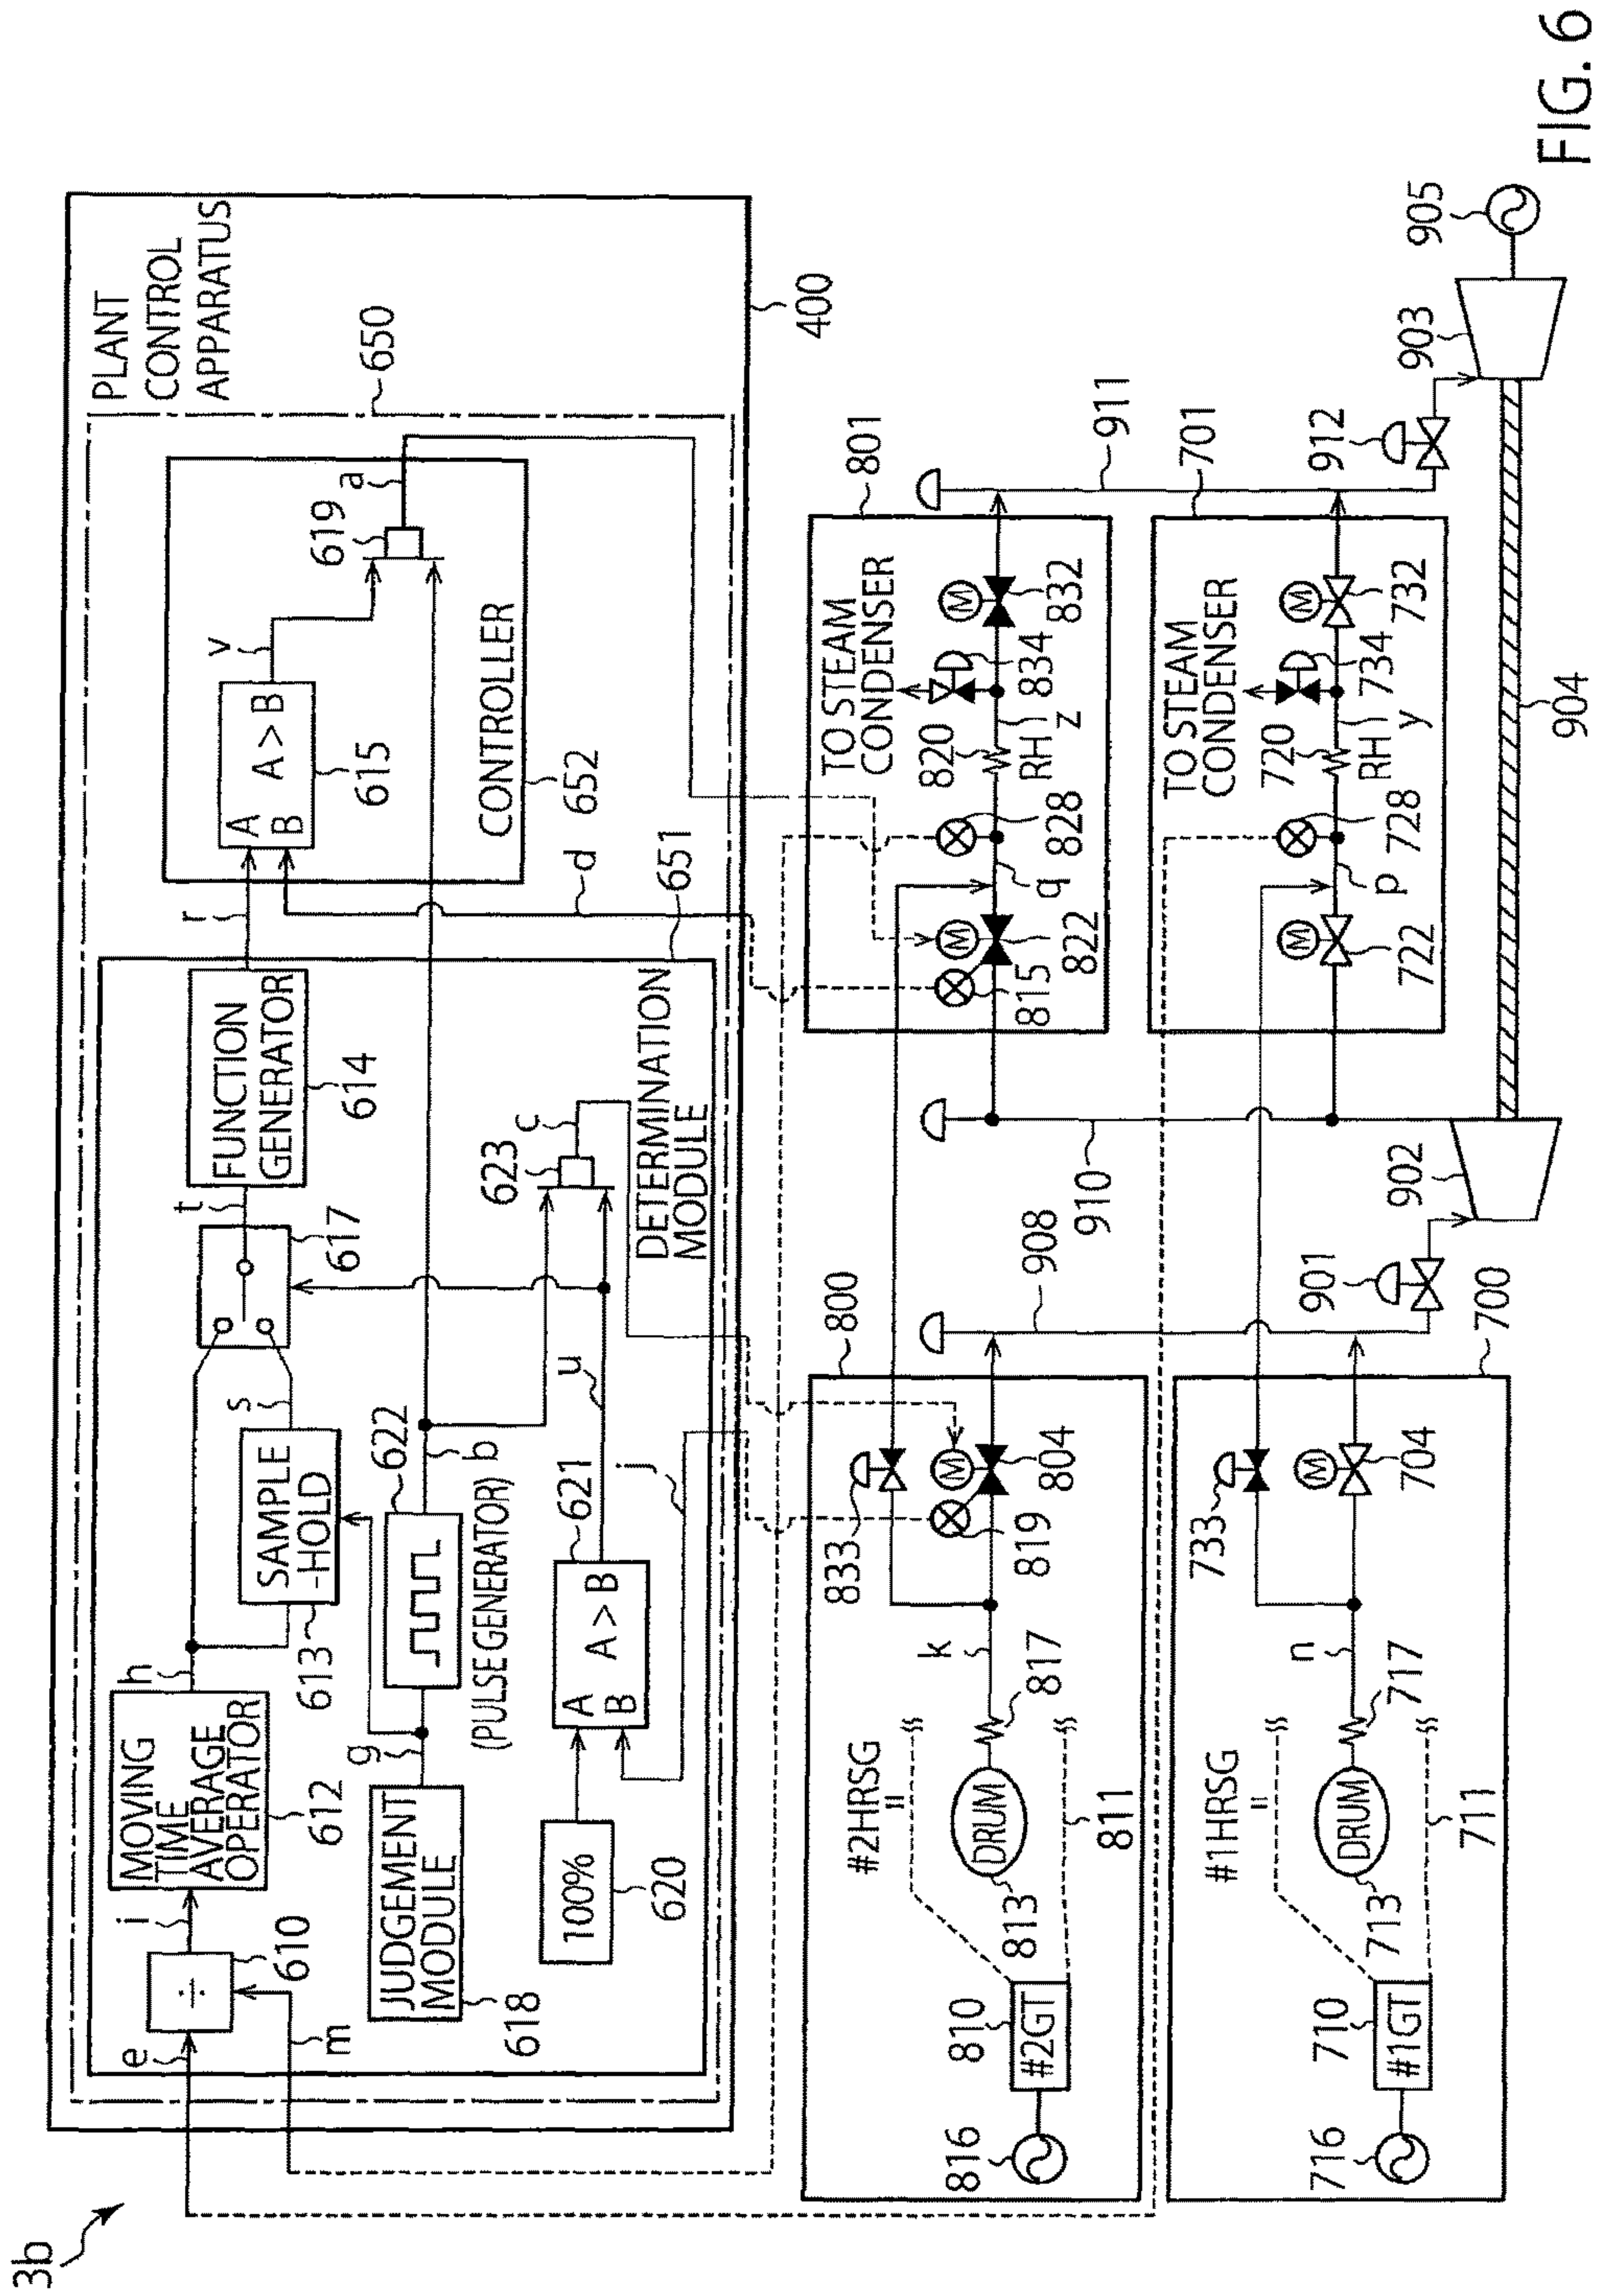 3b
PLANT
CONTROL
APPARATUS
650
400
e
m
÷
610
i
MOVING
TIME
AVERAGE
OPERATOR
612
h
SAMPLE
-HOLD
613
s
617
t
FUNCTION
GENERATOR
614
r
JUDGEMENT
MODULE
618
g
622
(PULSE GENERATOR)
b
100%
620
A
B
A > B
621
u
j
623
c
DETERMINATION
MODULE
651
d
A
B
A > B
615
v
619
a
CONTROLLER
652
800
#2HRSG
816
810
#2GT
813
DRUM
811
817
k
833
M
819
804
908
700
#1HRSG
716
710
#1GT
713
DRUM
711
717
n
733
M
704
901
902
910
801
TO STEAM
CONDENSER
815
M
822
q
828
820
RH
z
834
M
832
911
701
TO STEAM
CONDENSER
M
722
p
728
720
RH
y
734
M
732
912
903
904
905
FIG. 6